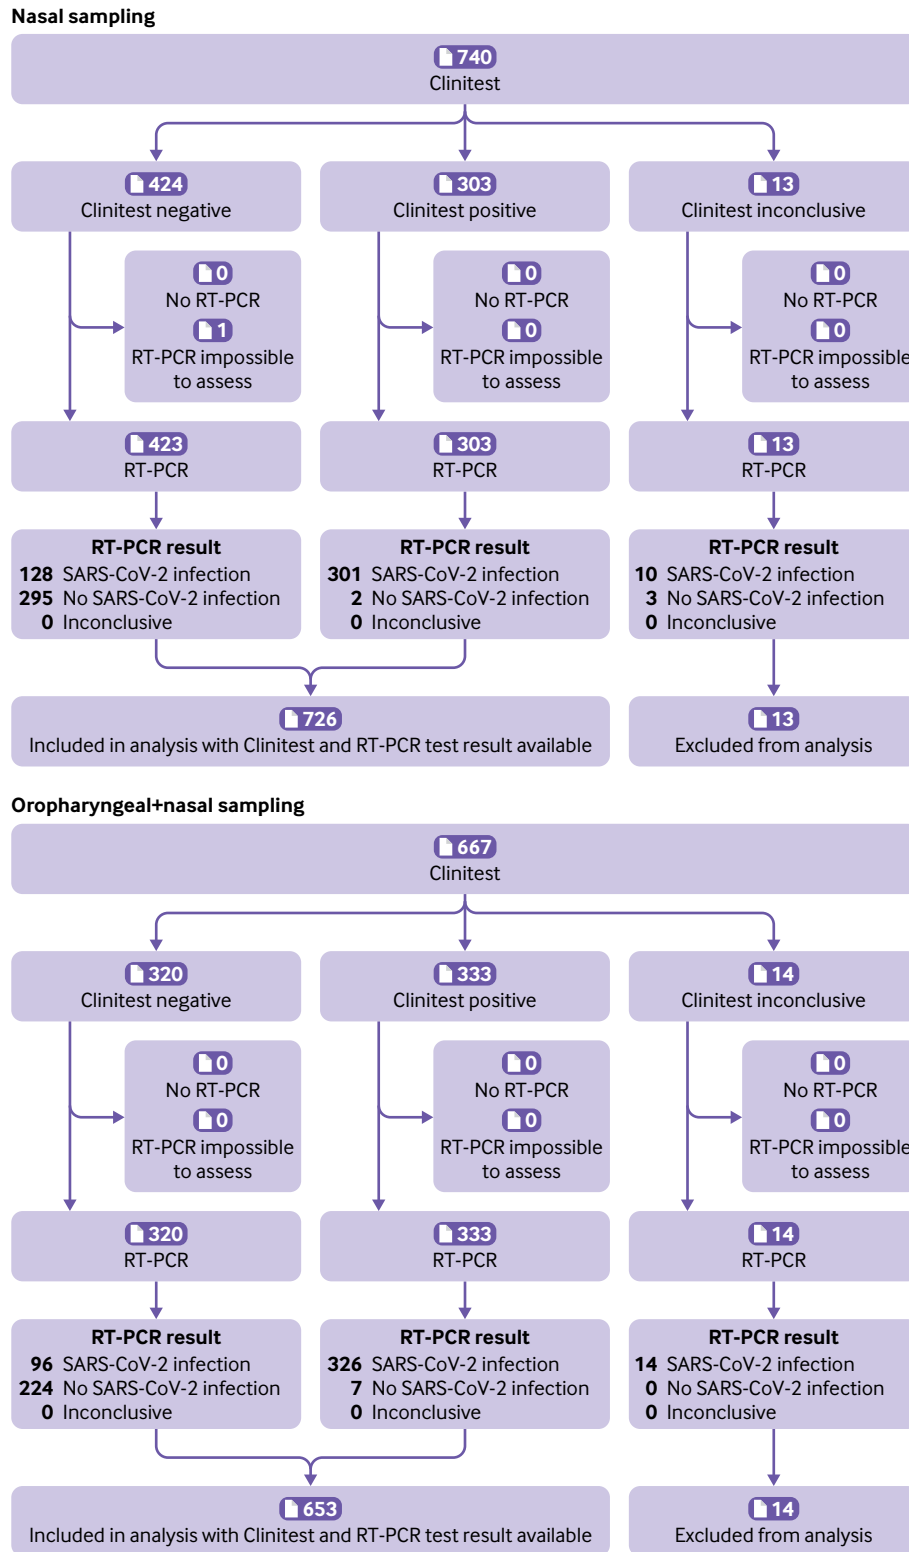 Nasal sampling
740
Clinitest
424
Clinitest negative
303
Clinitest positive
13
Clinitest inconclusive
0
No RT-PCR
1
RT-PCR impossible
to assess
0
No RT-PCR
0
RT-PCR impossible
to assess
0
No RT-PCR
0
RT-PCR impossible
to assess
423
RT-PCR
303
RT-PCR
13
RT-PCR
RT-PCR result
128 SARS-CoV-2 infection
295 No SARS-CoV-2 infection
0 Inconclusive
RT-PCR result
301 SARS-CoV-2 infection
2 No SARS-CoV-2 infection
0 Inconclusive
RT-PCR result
10 SARS-CoV-2 infection
3 No SARS-CoV-2 infection
0 Inconclusive
726
Included in analysis with Clinitest and RT-PCR test result available
13
Excluded from analysis
Oropharyngeal+nasal sampling
667
Clinitest
320
Clinitest negative
333
Clinitest positive
14
Clinitest inconclusive
0
No RT-PCR
0
RT-PCR impossible
to assess
0
No RT-PCR
0
RT-PCR impossible
to assess
0
No RT-PCR
0
RT-PCR impossible
to assess
320
RT-PCR
333
RT-PCR
14
RT-PCR
RT-PCR result
96 SARS-CoV-2 infection
224 No SARS-CoV-2 infection
0 Inconclusive
RT-PCR result
326 SARS-CoV-2 infection
7 No SARS-CoV-2 infection
0 Inconclusive
RT-PCR result
14 SARS-CoV-2 infection
0 No SARS-CoV-2 infection
0 Inconclusive
653
Included in analysis with Clinitest and RT-PCR test result available
14
Excluded from analysis